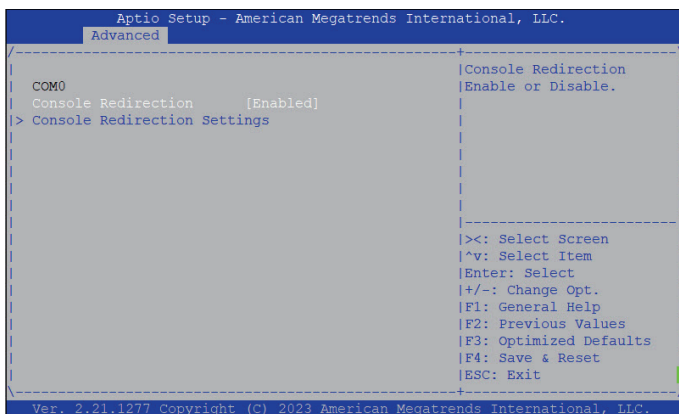 Aptio Setup - American Megatrends International, LLC.
Advanced
COM0
Console Redirection [Enabled]
> Console Redirection Settings
Console Redirection
Enable or Disable.
><: Select Screen
^v: Select Item
Enter: Select
+/-: Change Opt.
F1: General Help
F2: Previous Values
F3: Optimized Defaults
F4: Save & Reset
ESC: Exit
Ver. 2.21.1277 Copyright (C) 2023 American Megatrends International, LLC.